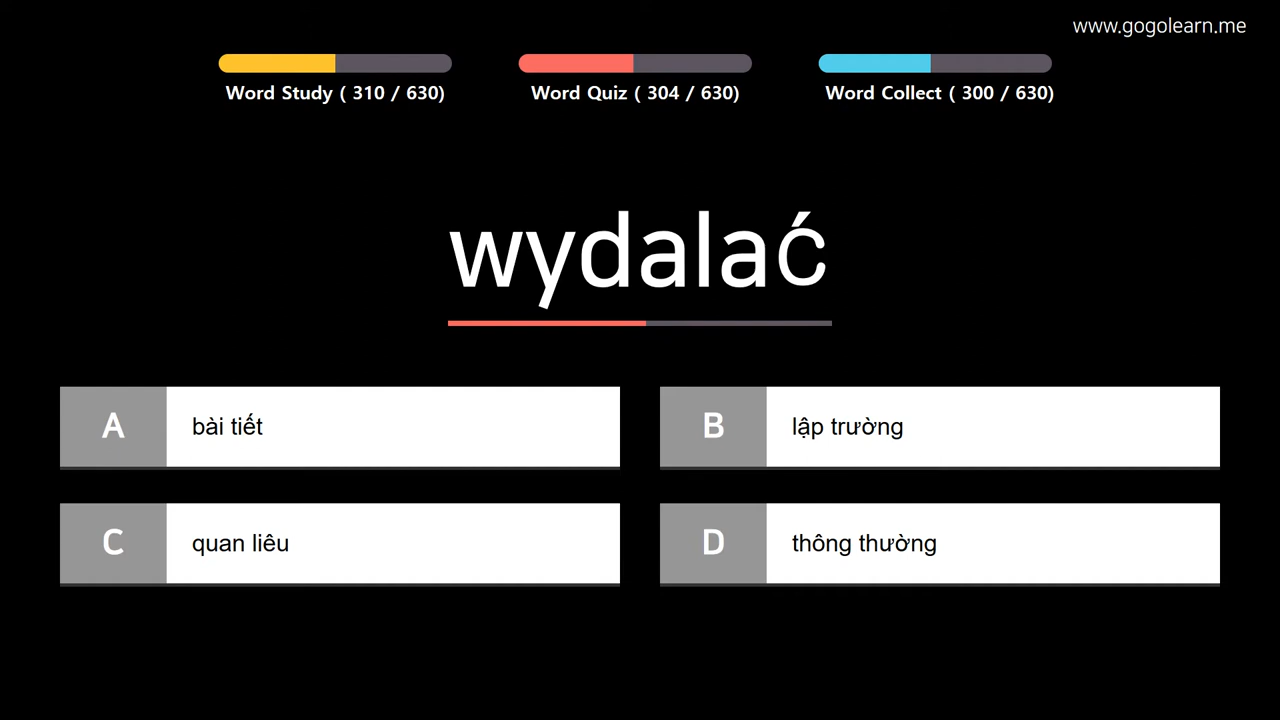 www.gogolearn.me
Word Study ( 310 / 630)
Word Quiz ( 304 / 630)
Word Collect ( 300 / 630)
wydalać
A bài tiết
B lập trường
C quan liêu
D thông thường